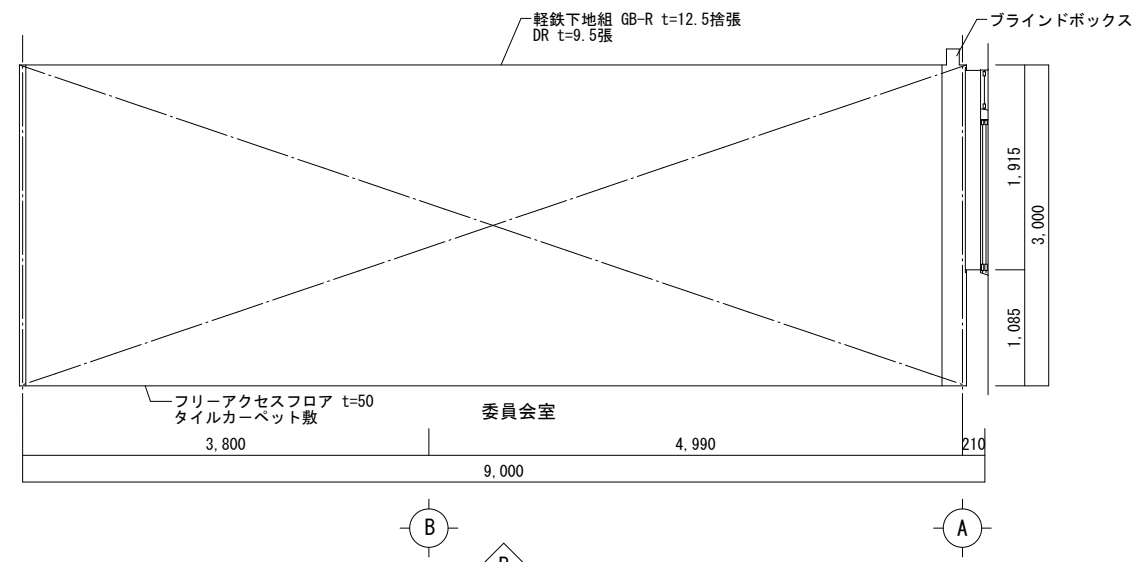 軽鉄下地組 GB-R t=12.5捨張
DR t=9.5張
ブラインドボックス
1,915
3,000
1,085
フリーアクセスフロア t=50
タイルカーペット敷
委員会室
3,800
4,990
210
9,000
B
A